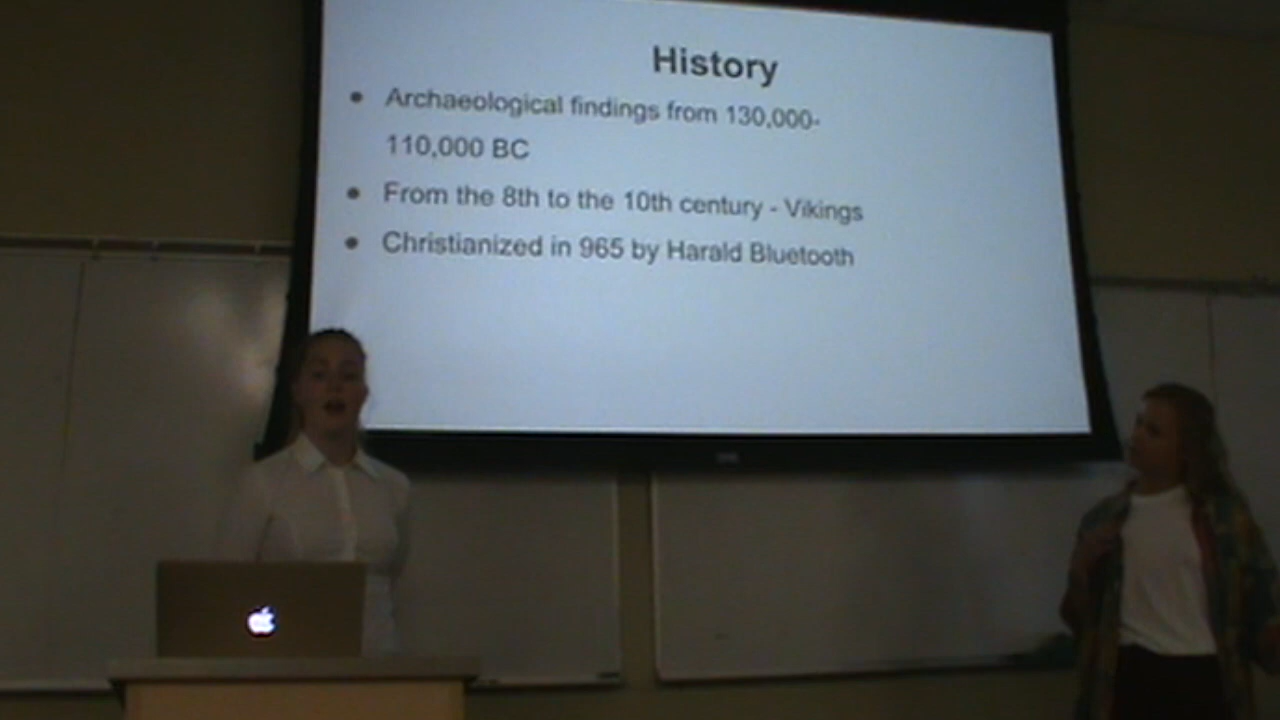 History
• Archaeological findings from 130,000-
110,000 BC
• From the 8th to the 10th century - Vikings
• Christianized in 965 by Harald Bluetooth